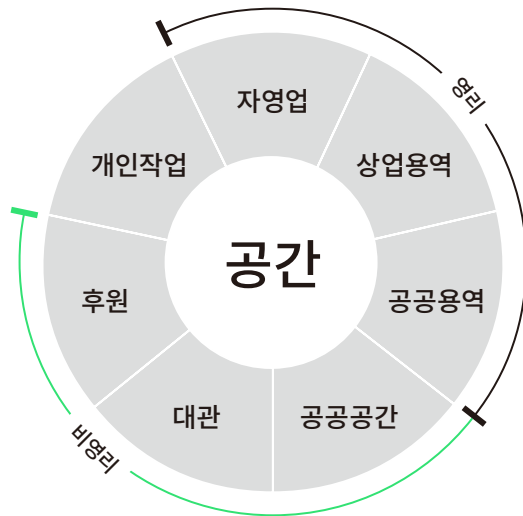 자영업
영리
개인작업
상업용역
공간
후원
공공용역
대관
공공공간
비영리